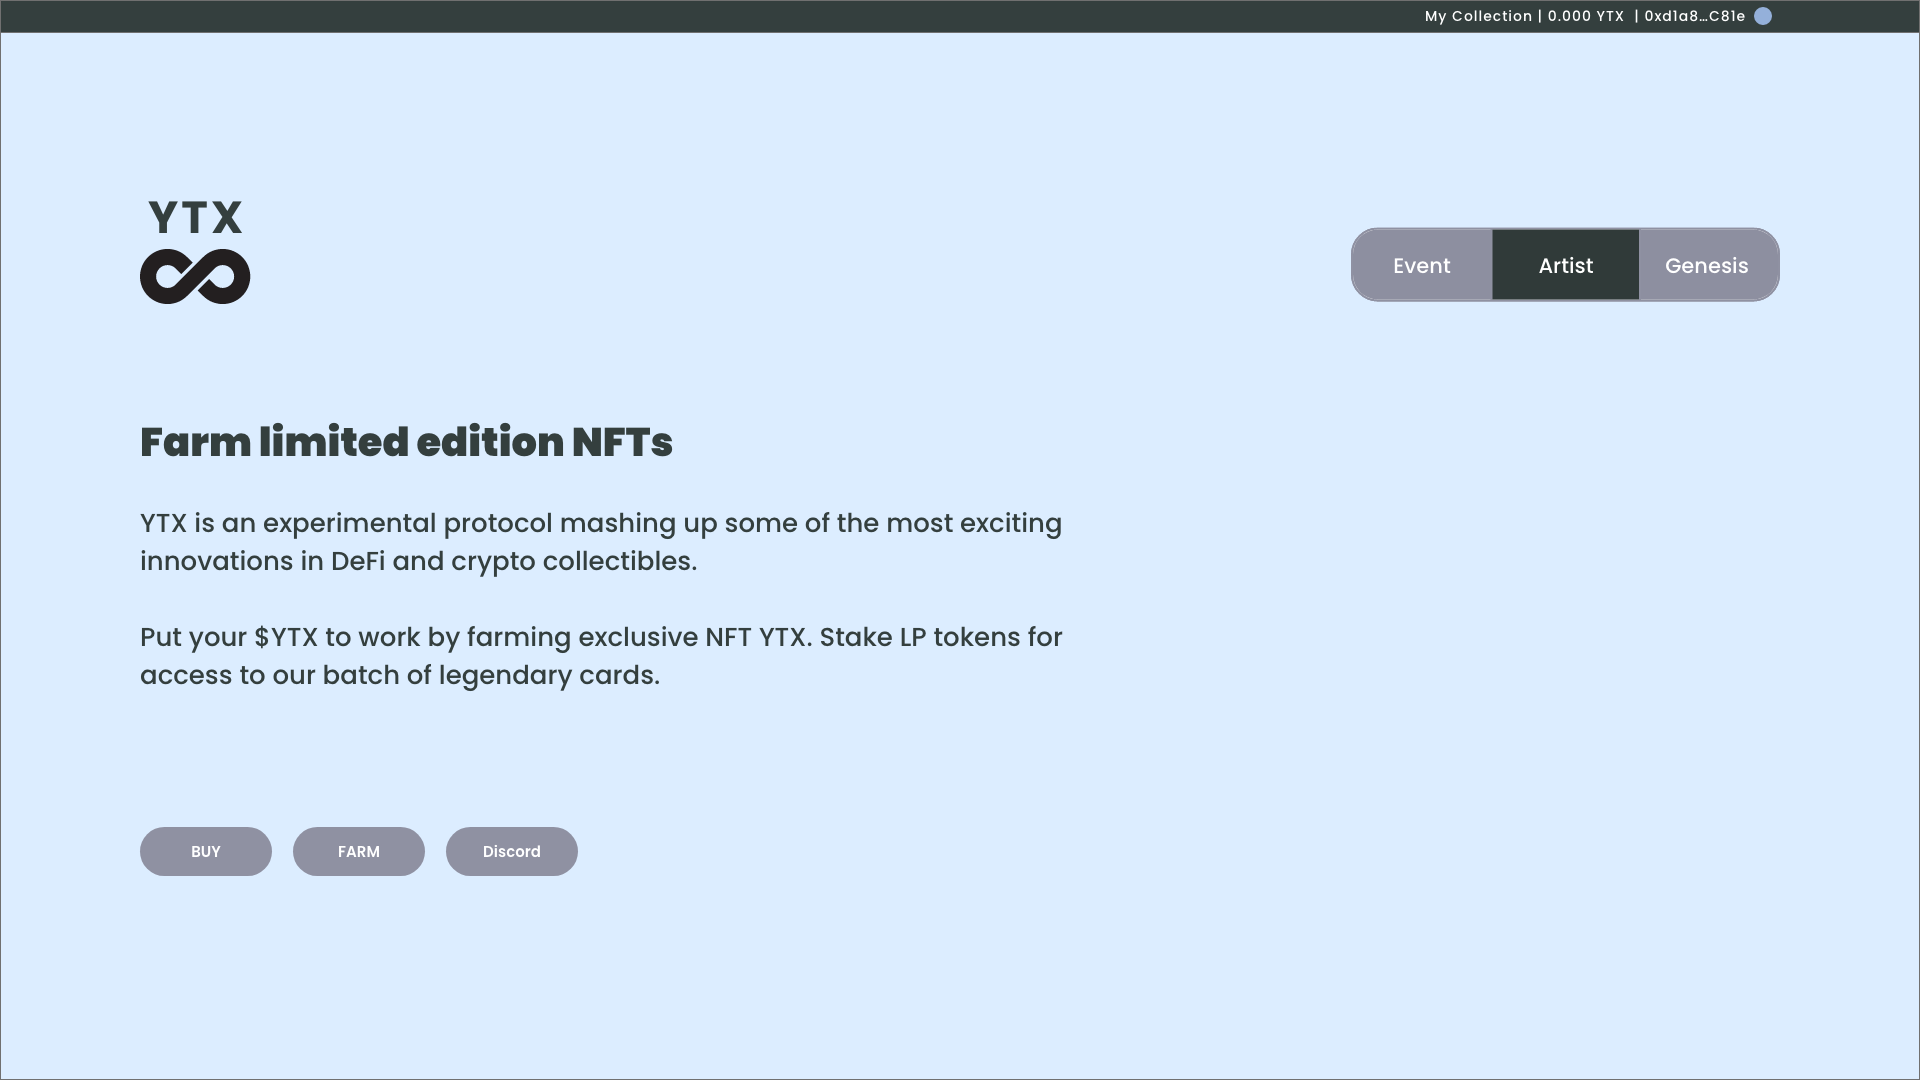 My Collection | 0.000 YTX | 0xd1a8...C81e
YTX
Event
Artist
Genesis
Farm limited edition NFTs
YTX is an experimental protocol mashing up some of the most exciting
innovations in DeFi and crypto collectibles.
Put your $YTX to work by farming exclusive NFT YTX. Stake LP tokens for
access to our batch of legendary cards.
BUY
FARM
Discord